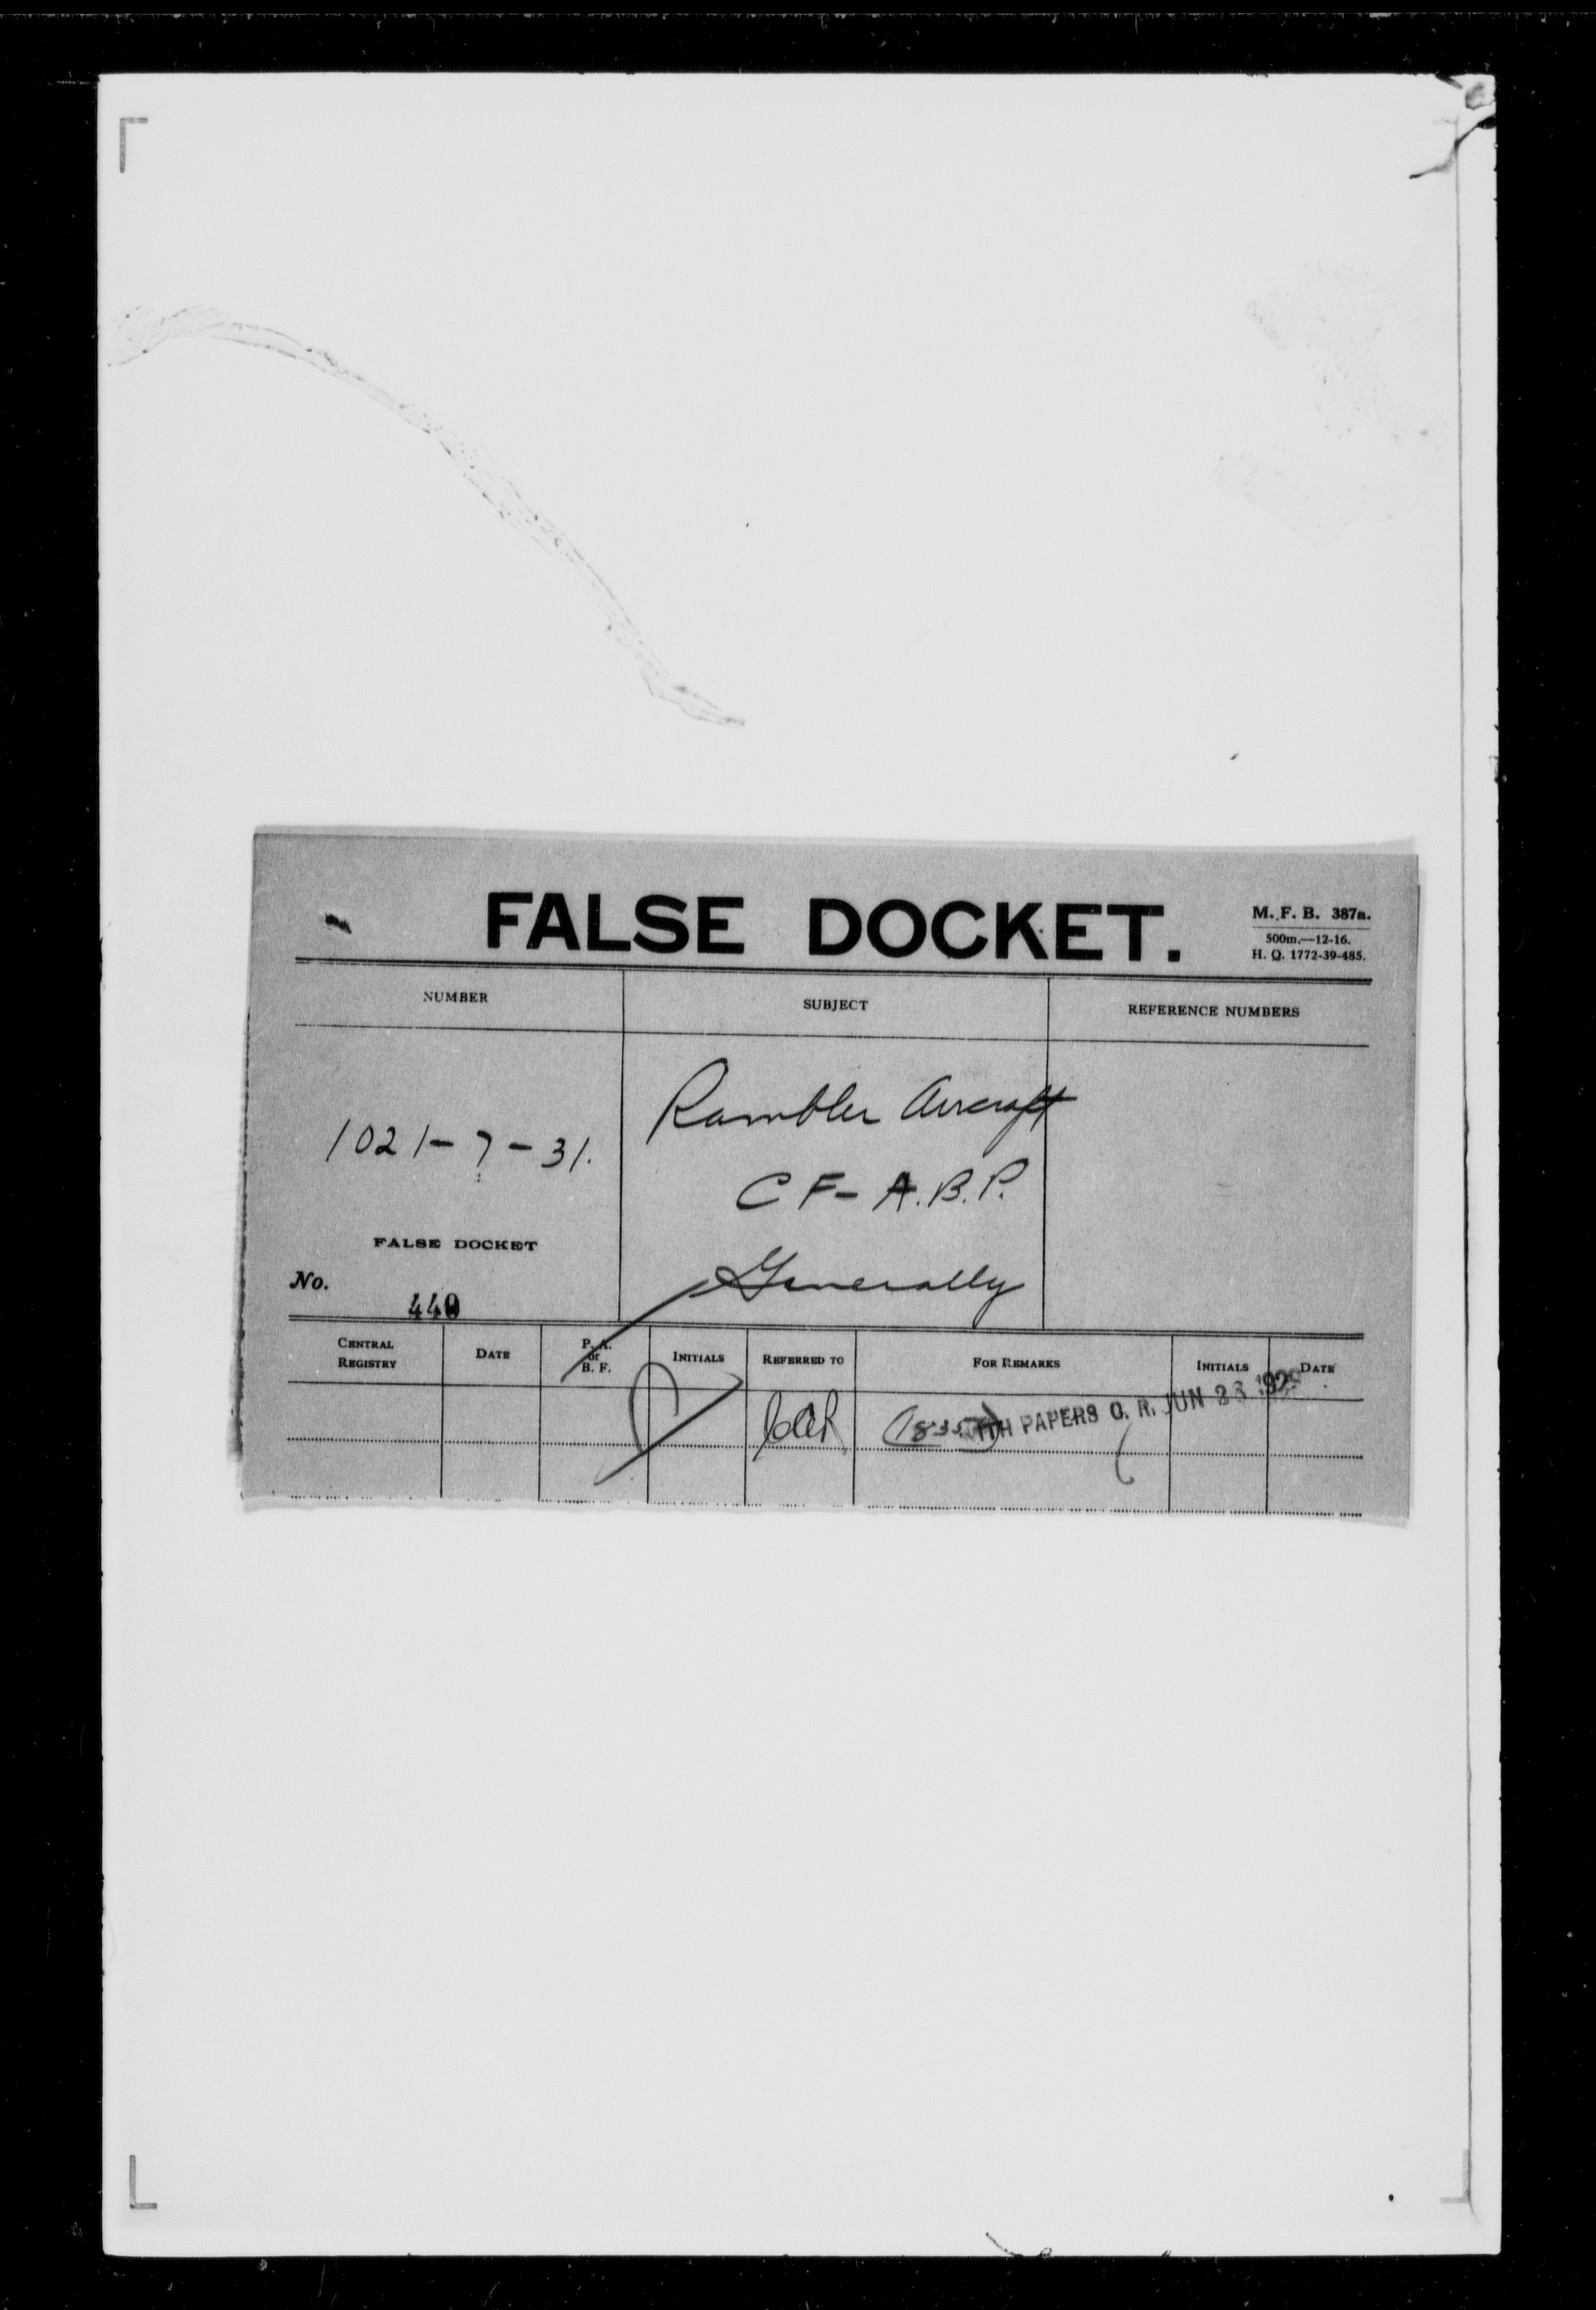 FALSE DOCKET.
M. F. B. 387a.
500m.—12-16.
H. Q. 1772-39-485.
NUMBER SUBJECT REFERENCE NUMBERS
Rambler Aircraft
1021-7-31.
CF-A.B.P.
FALSE DOCKET
No. 440
Generally
CENTRAL REGISTRY DATE P. A. or B. F. INITIALS REFERRED TO FOR REMARKS INITIALS DATE
WITH PAPERS O. R. JUN 1929